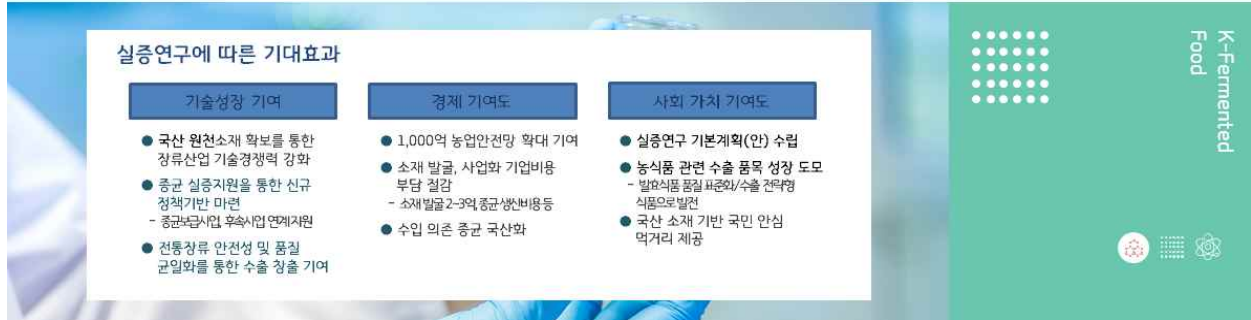 실증연구에 따른 기대효과
기술성장 기여
● 국산 원천소재 확보를 통한
장류산업 기술경쟁력 강화
● 종균 실증지원을 통한 신규
정책기반 마련
- 종균보급사업, 후속사업 연계지원
● 전통장류 안전성 및 품질
균일화를 통한 수출 창출 기여
경제 기여도
● 1,000억 농업안전망 확대 기여
● 소재 발굴, 사업화 기업비용
부담 절감
- 소재발굴 2-3억, 종균생산비용 등
● 수입 의존 종균 국산화
사회 가치 기여도
● 실증연구 기본계획(안) 수립
● 농식품 관련 수출 품목 성장 도모
- 발효식품 품질 표준화/수출 전략형
식품으로 발전
● 국산 소재 기반 국민 안심
먹거리 제공
K-Fermented
Food